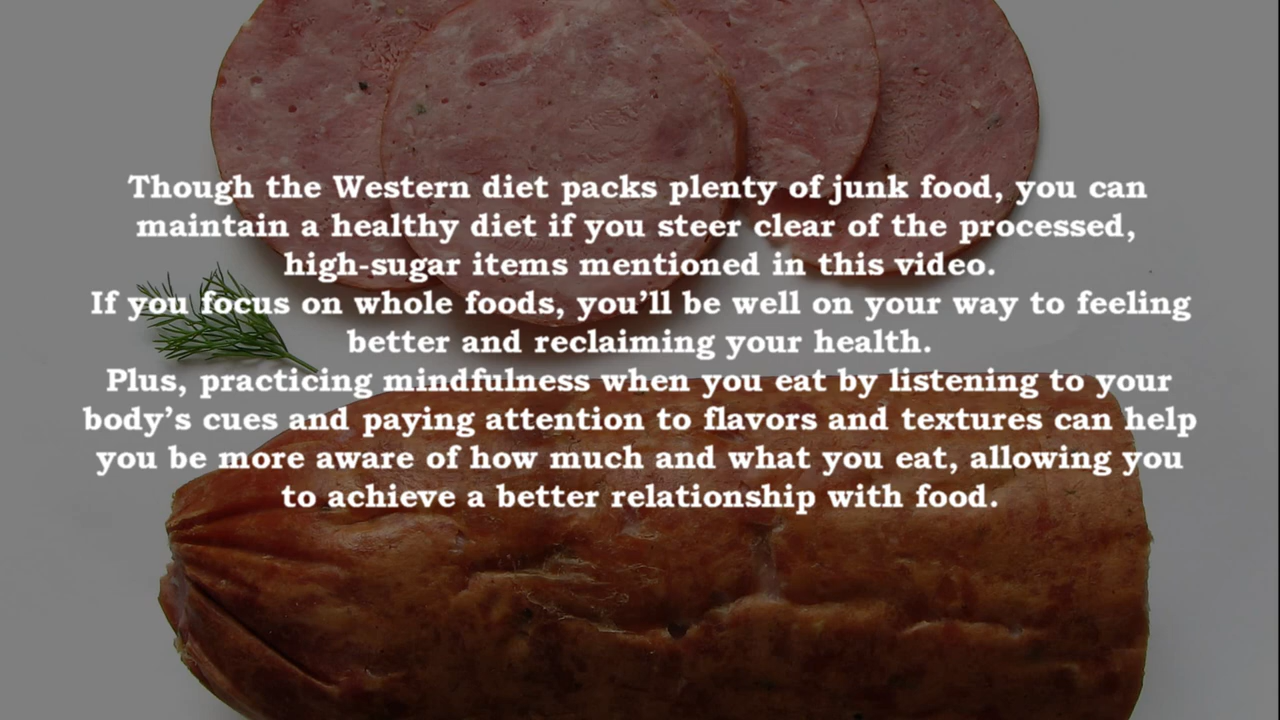 Though the Western diet packs plenty of junk food, you can
maintain a healthy diet if you steer clear of the processed,
high-sugar items mentioned in this video.
If you focus on whole foods, you’ll be well on your way to feeling
better and reclaiming your health.
Plus, practicing mindfulness when you eat by listening to your
body’s cues and paying attention to flavors and textures can help
you be more aware of how much and what you eat, allowing you
to achieve a better relationship with food.